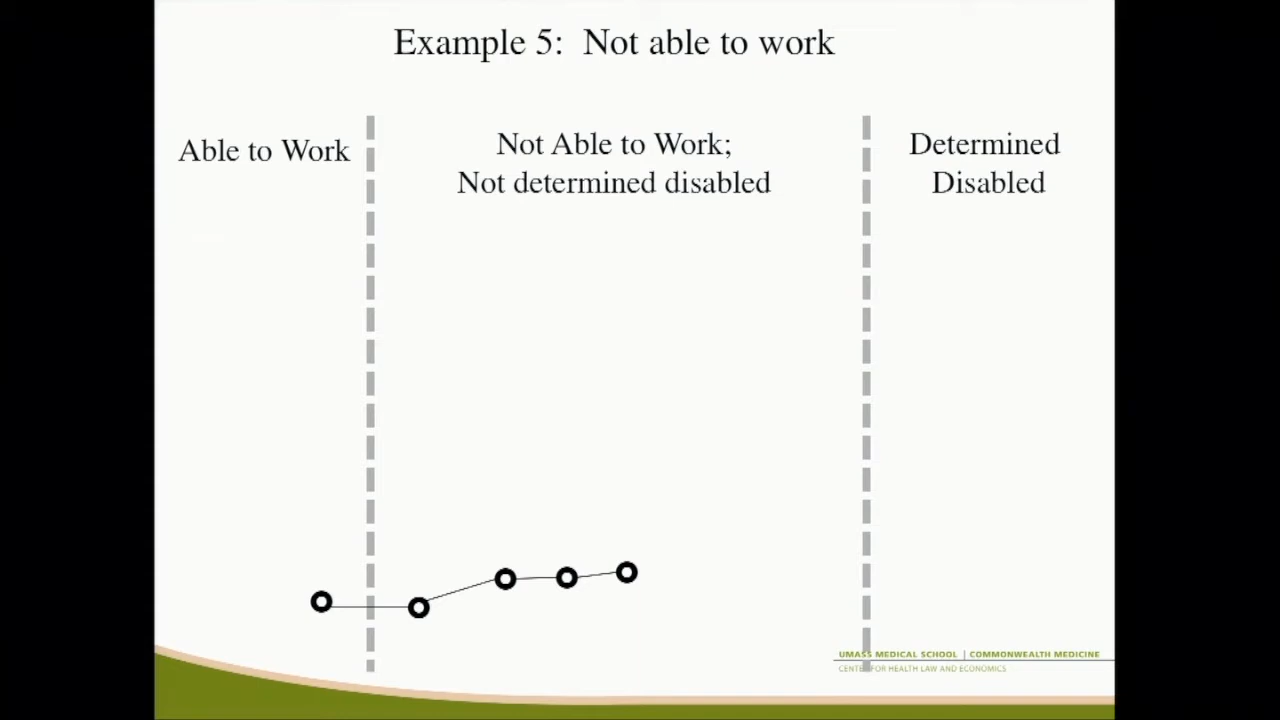 Example 5: Not able to work
Able to Work
Not Able to Work;
Not determined disabled
Determined
Disabled
UMASS MEDICAL SCHOOL | COMMONWEALTH MEDICINE
CENTER FOR HEALTH LAW AND ECONOMICS